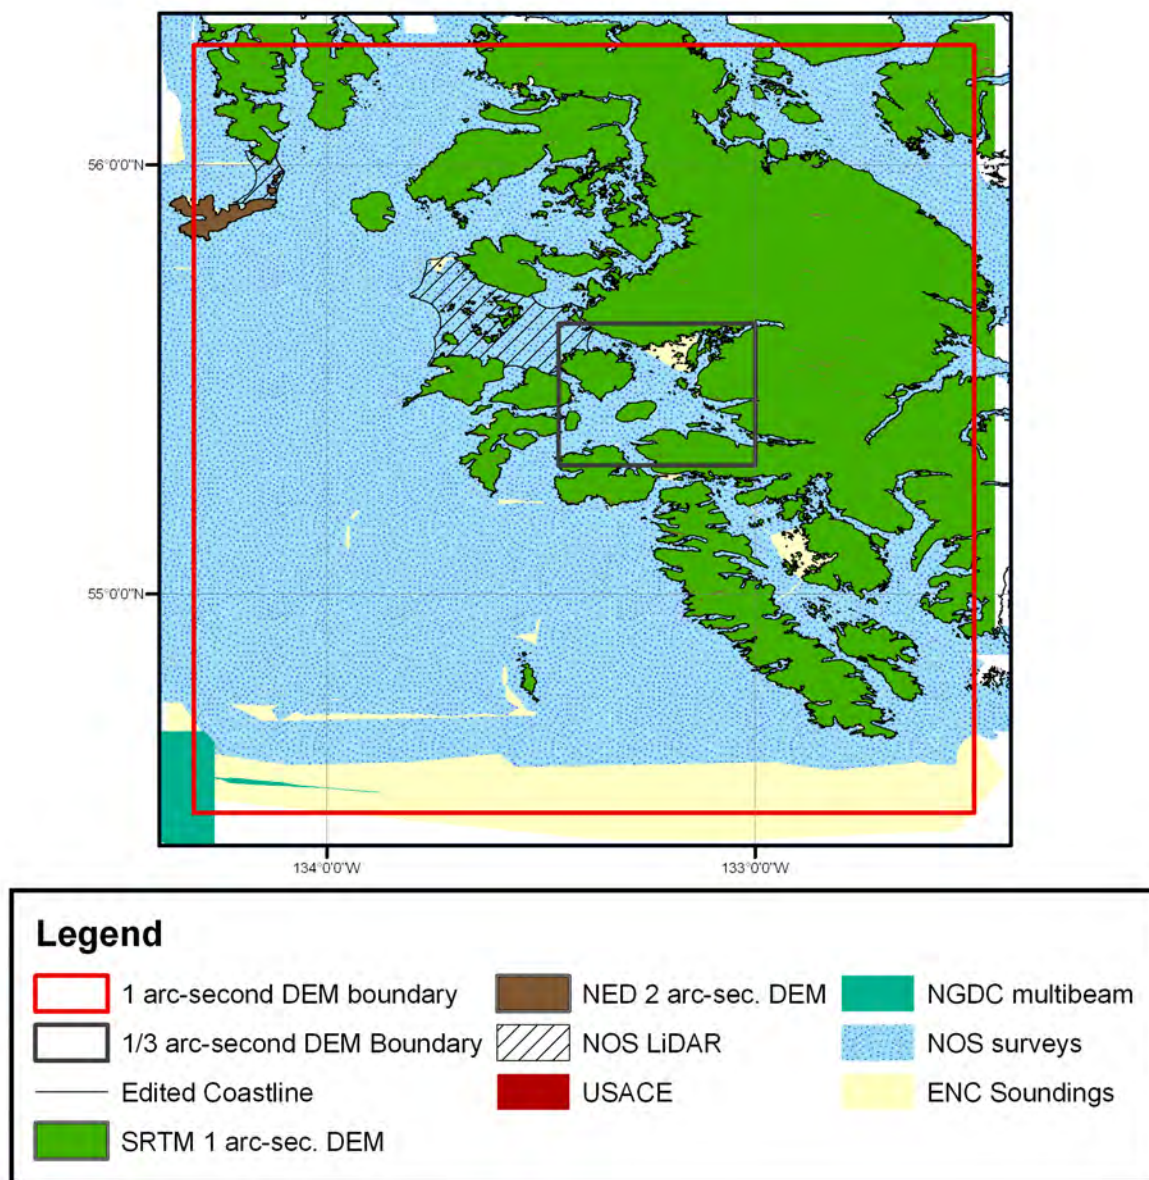 56°0'0"N
55°0'0"N
134°0'0"W 133°0'0"W
Legend
1 arc-second DEM boundary NED 2 arc-sec. DEM NGDC multibeam
1/3 arc-second DEM Boundary NOS LiDAR NOS surveys
Edited Coastline USACE ENC Soundings
SRTM 1 arc-sec. DEM